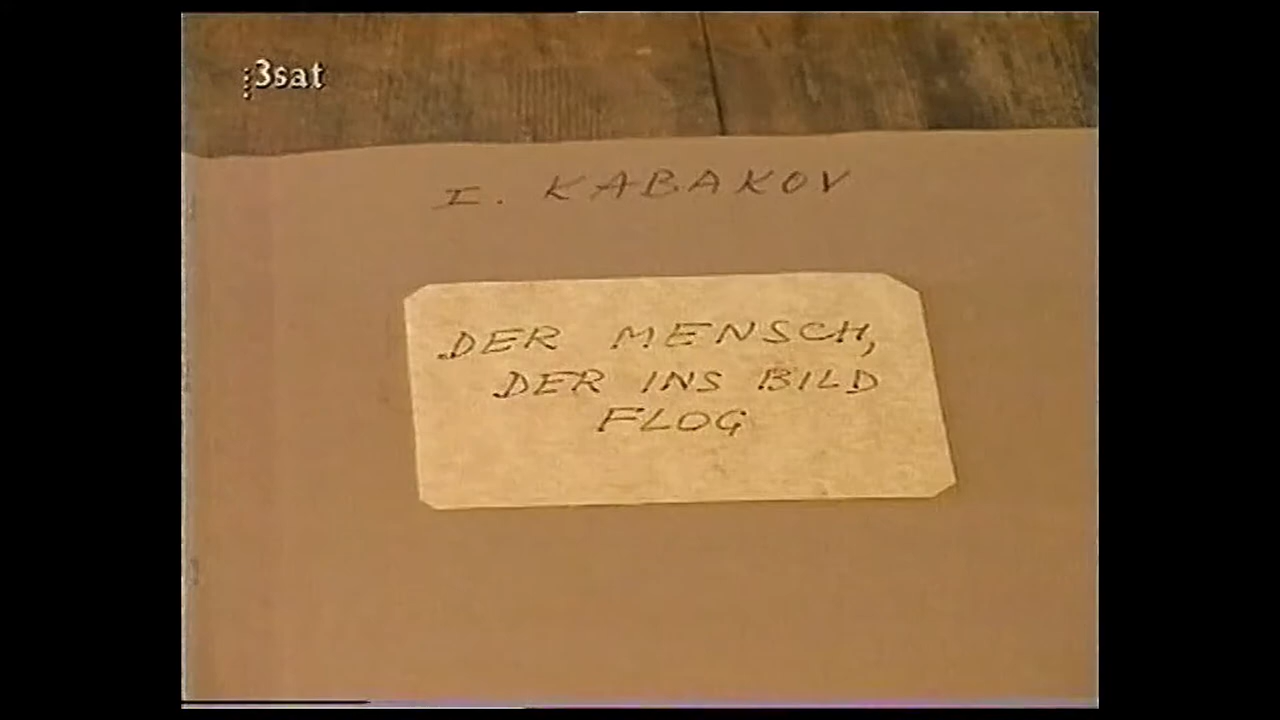 3sat
I. KABAKOV
DER MENSCH,
DER INS BILD
FLOG